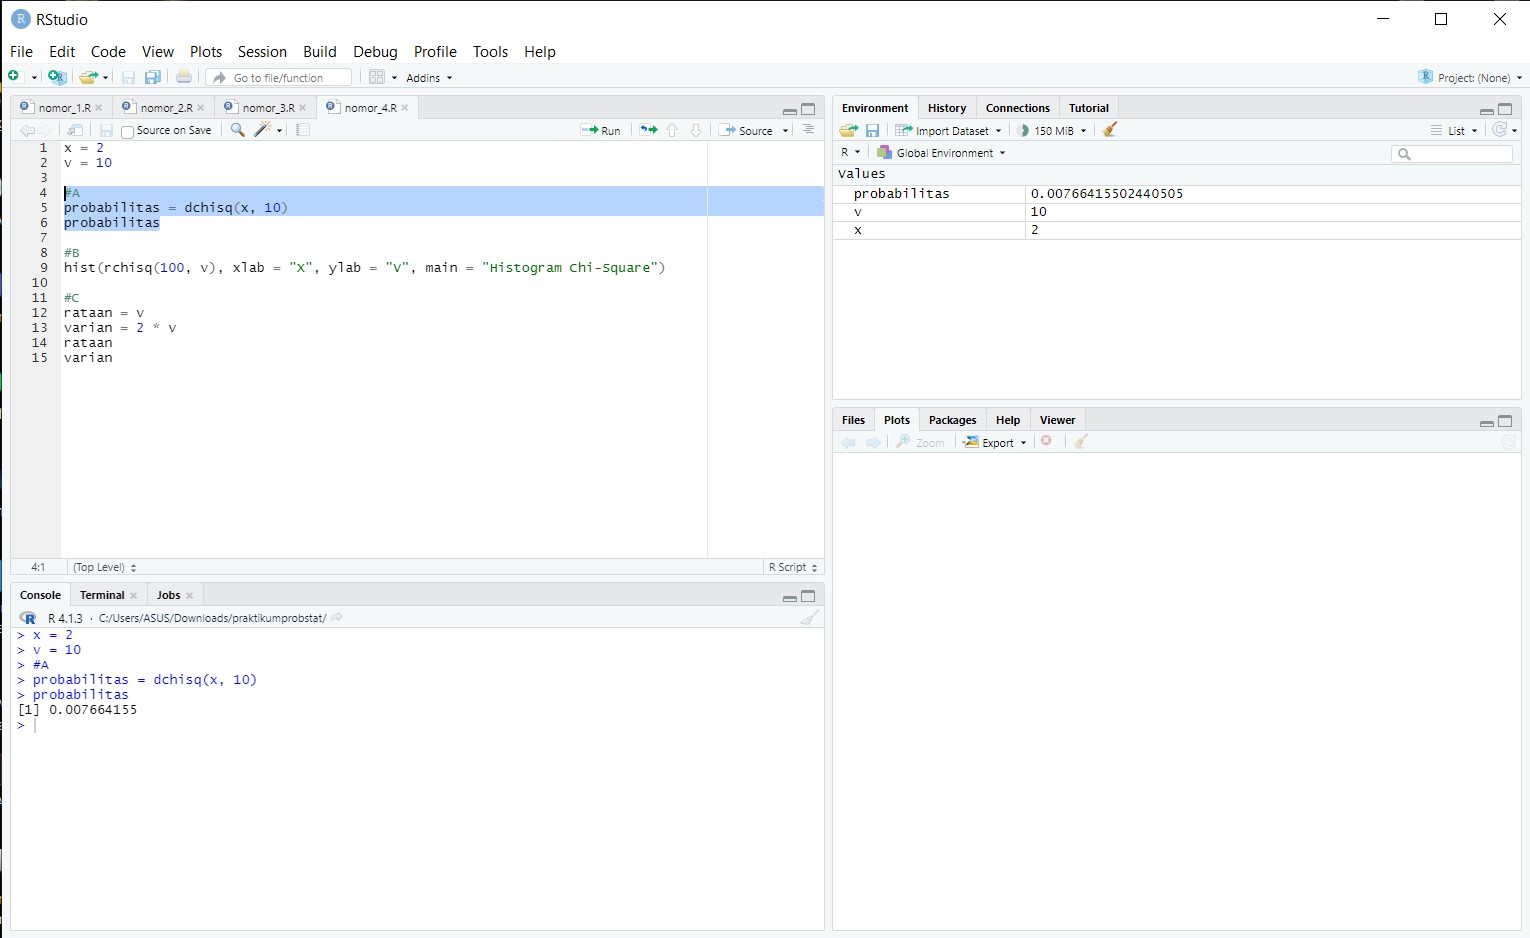 RStudio
File Edit Code View Plots Session Build Debug Profile Tools Help
Go to file/function Addins Project: (None)
nomor_1.R nomor_2.R nomor_3.R nomor_4.R
Source on Save Run Source
1 x = 2
2 v = 10
3
4 #A
5 probabilitas = dchisq(x, 10)
6 probabilitas
7
8 #B
9 hist(rchisq(100, v), xlab = "X", ylab = "V", main = "Histogram Chi-Square")
10
11 #C
12 rataan = v
13 varian = 2 * v
14 rataan
15 varian
4:1 (Top Level) R Script
Console Terminal Jobs
R 4.1.3 · C:/Users/ASUS/Downloads/praktikumprobstat/
> x = 2
> v = 10
> #A
> probabilitas = dchisq(x, 10)
> probabilitas
[1] 0.007664155
>
Environment History Connections Tutorial
Import Dataset 150 MiB List
R Global Environment
Values
probabilitas 0.00766415502440505
v 10
x 2
Files Plots Packages Help Viewer
Zoom Export